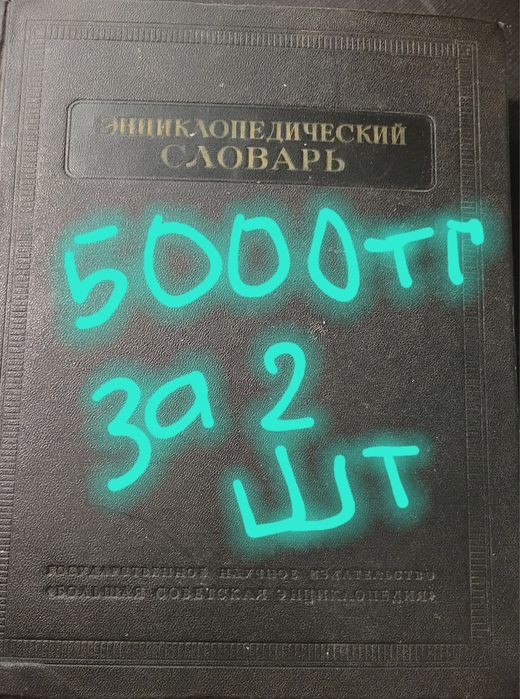 ЭНЦИКЛОПЕДИЧЕСКИЙ
СЛОВАРЬ
5000тг
за 2
шт
ГОСУДАРСТВЕННОЕ НАУЧНОЕ ИЗДАТЕЛЬСТВО
«БОЛЬШАЯ СОВЕТСКАЯ ЭНЦИКЛОПЕДИЯ»